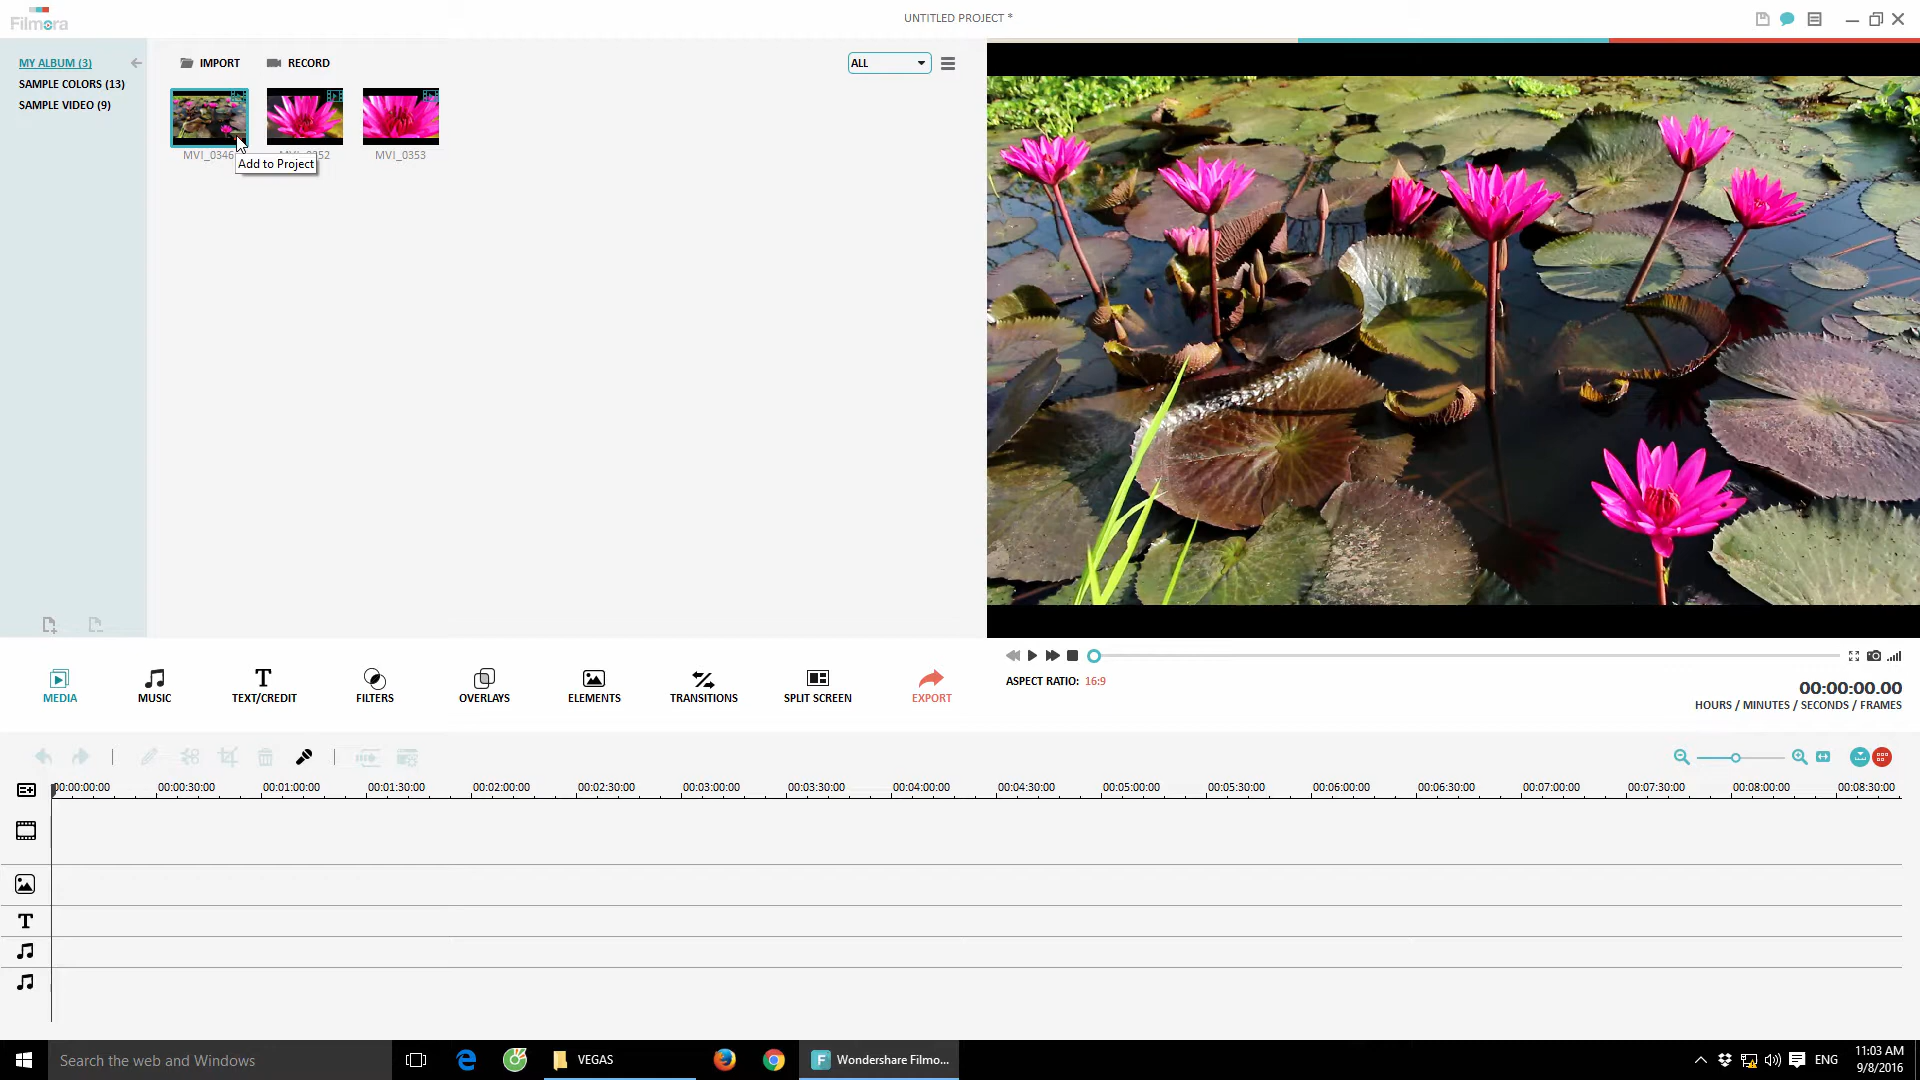 Filmora
UNTITLED PROJECT *
MY ALBUM (3)
SAMPLE COLORS (13)
SAMPLE VIDEO (9)
IMPORT
RECORD
ALL
MVI_0346
MVI_0352
MVI_0353
Add to Project
MEDIA
MUSIC
TEXT/CREDIT
FILTERS
OVERLAYS
ELEMENTS
TRANSITIONS
SPLIT SCREEN
EXPORT
ASPECT RATIO: 16:9
00:00:00.00
HOURS / MINUTES / SECONDS / FRAMES
00:00:00:00 00:00:30:00 00:01:00:00 00:01:30:00 00:02:00:00 00:02:30:00 00:03:00:00 00:03:30:00 00:04:00:00 00:04:30:00 00:05:00:00 00:05:30:00 00:06:00:00 00:06:30:00 00:07:00:00 00:07:30:00 00:08:00:00 00:08:30:00
T
Search the web and Windows
VEGAS
Wondershare Filmo...
ENG
11:03 AM
9/8/2016